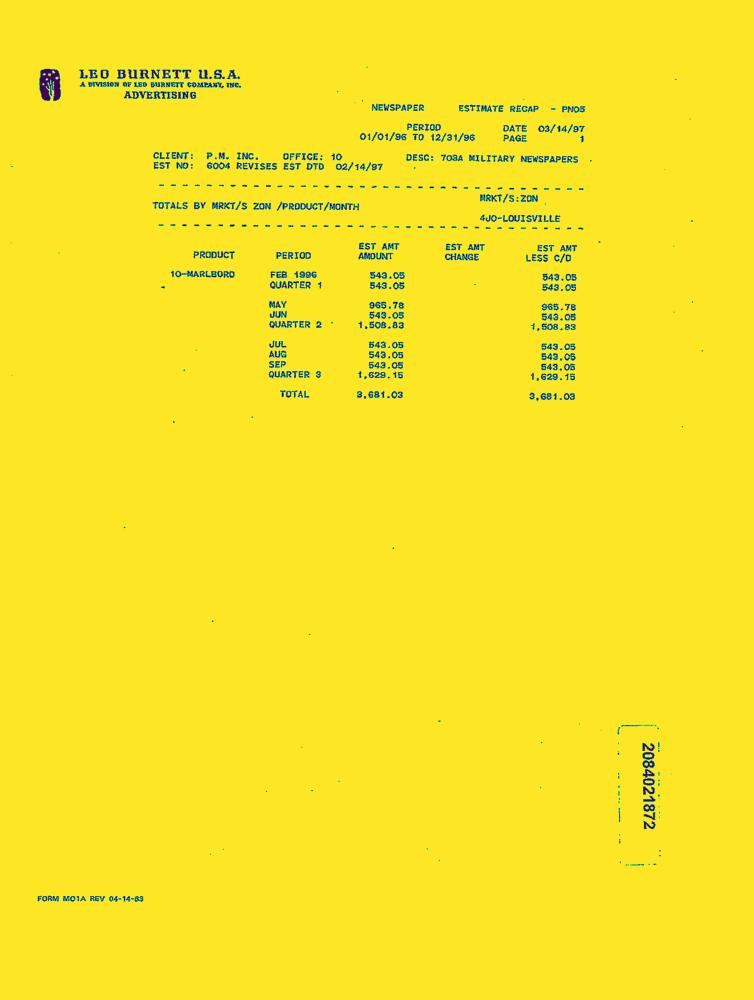 LEO BURNETT U.S.A.
A DIVISION OF LEO BURNETT COMPANY, INC.
ADVERTISING
NEWSPAPER ESTIMATE RECAP - PNO5
PERIOD DATE 03/14/97
01/01/96 TO 12/31/96 PAGE 1
CLIENT: P.M. INC. OFFICE: 10 DESC: 708A MILITARY NEWSPAPERS
EST NO: 6004 REVISES EST DTD 02/14/97
MRKT/S:ZON
TOTALS BY MRKT/S ZON /PRODUCT/MONTH
4JO-LOUISVILLE
EST AMT EST AMT EST AMT
PRODUCT PERIOD AMOUNT CHANGE LESS C/D
10-MARLBORO FEB 1996 543.05 543.05
QUARTER 1 543.05 543.05
MAY 965.78 965.78
JUN 543.05 543.05
QUARTER 2 1,508.83 1,508.83
JUL 543.05 543.05
AUG 543.05 543.05
SEP 543.05 543.05
QUARTER 3 1,629.15 1,629.15
TOTAL 3,681.03 3,681.03
2084021872
FORM MO1A REV 04-14-83